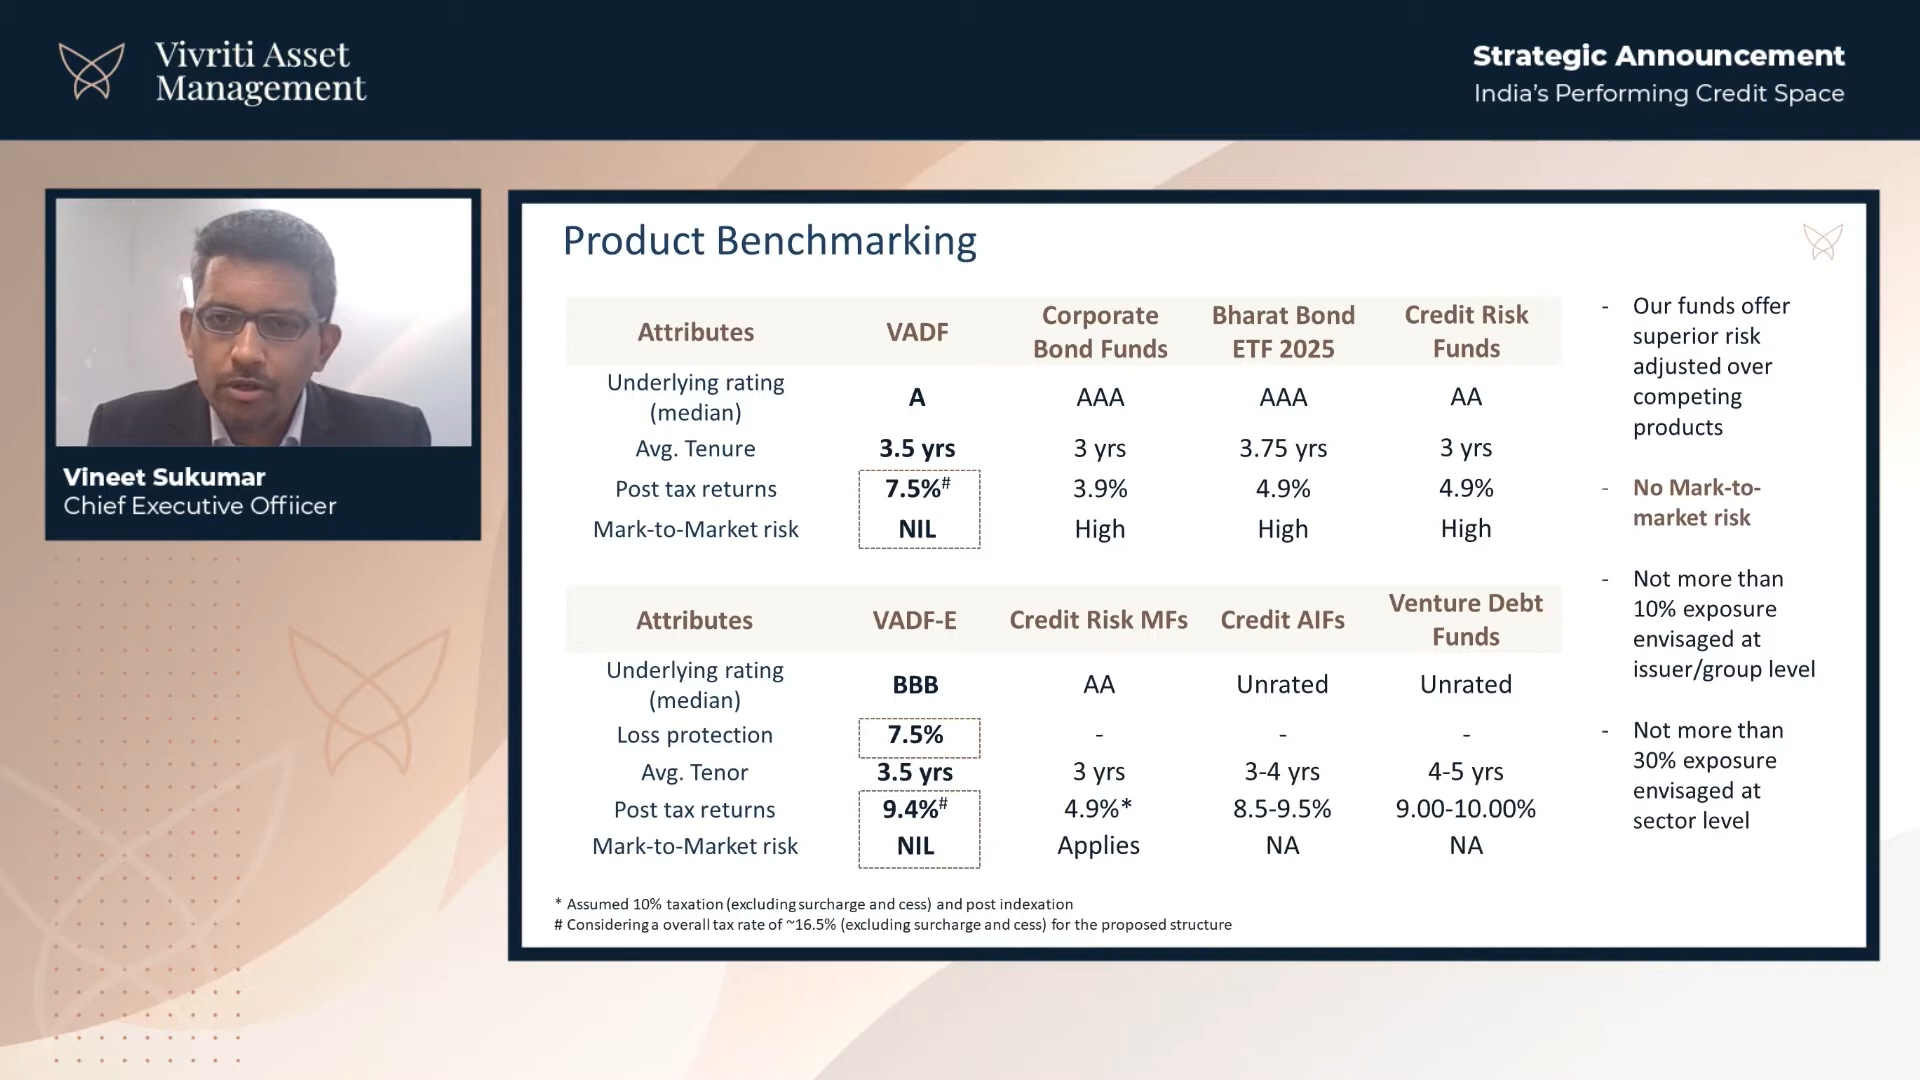 Vivriti Asset
Management
Strategic Announcement
India's Performing Credit Space
Vineet Sukumar
Chief Executive Offiicer
Product Benchmarking
Attributes VADF Corporate Bond Funds Bharat Bond ETF 2025 Credit Risk Funds
Underlying rating (median) A AAA AAA AA
Avg. Tenure 3.5 yrs 3 yrs 3.75 yrs 3 yrs
Post tax returns 7.5%# 3.9% 4.9% 4.9%
Mark-to-Market risk NIL High High High
Attributes VADF-E Credit Risk MFs Credit AIFs Venture Debt Funds
Underlying rating (median) BBB AA Unrated Unrated
Loss protection 7.5% - - -
Avg. Tenor 3.5 yrs 3 yrs 3-4 yrs 4-5 yrs
Post tax returns 9.4%# 4.9%* 8.5-9.5% 9.00-10.00%
Mark-to-Market risk NIL Applies NA NA
* Assumed 10% taxation (excluding surcharge and cess) and post indexation
# Considering a overall tax rate of ~16.5% (excluding surcharge and cess) for the proposed structure
- Our funds offer
superior risk
adjusted over
competing
products
- No Mark-to-
market risk
- Not more than
10% exposure
envisaged at
issuer/group level
- Not more than
30% exposure
envisaged at
sector level